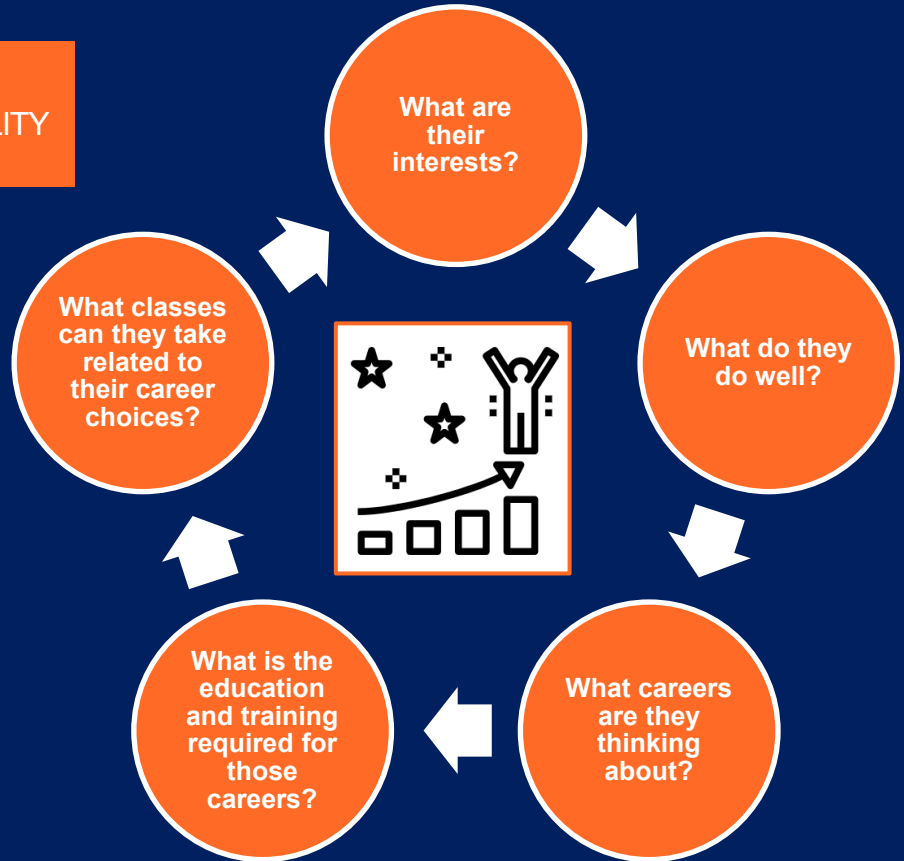 LITY
What are
their
interests?
What do they
do well?
What careers
are they
thinking
about?
What is the
education
and training
required for
those
careers?
What classes
can they take
related to
their career
choices?